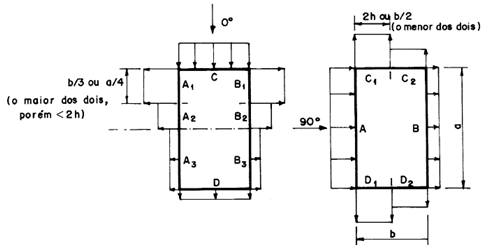 0°
2h ou b/2
(o menor dos dois)
b/3 ou a/4
(o maior dos dois,
porém < 2h)
C
A1
B1
A2
B2
A3
B3
D
90°
C1
C2
A
B
D1
D2
a
b